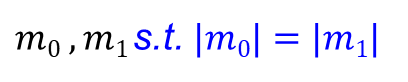 m₀ , m₁ s.t. |m₀| = |m₁|